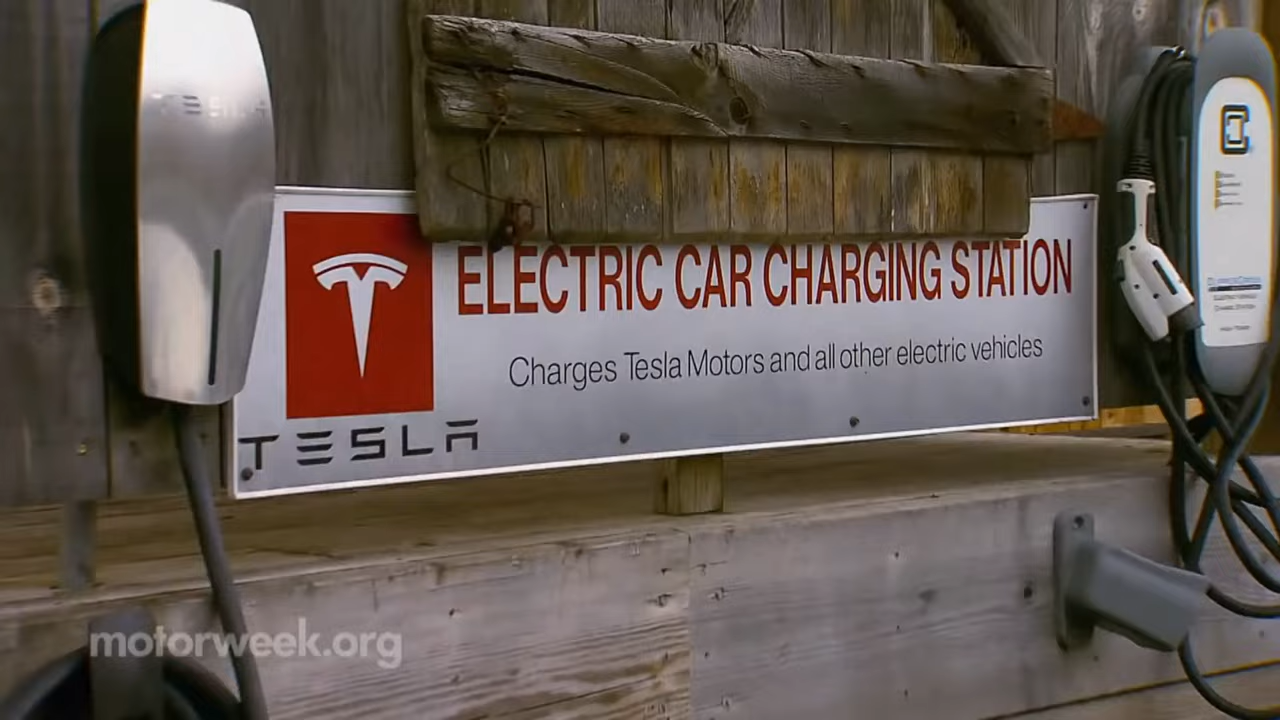 TESLA
ELECTRIC CAR CHARGING STATION
Charges Tesla Motors and all other electric vehicles
TESLA
motorweek.org